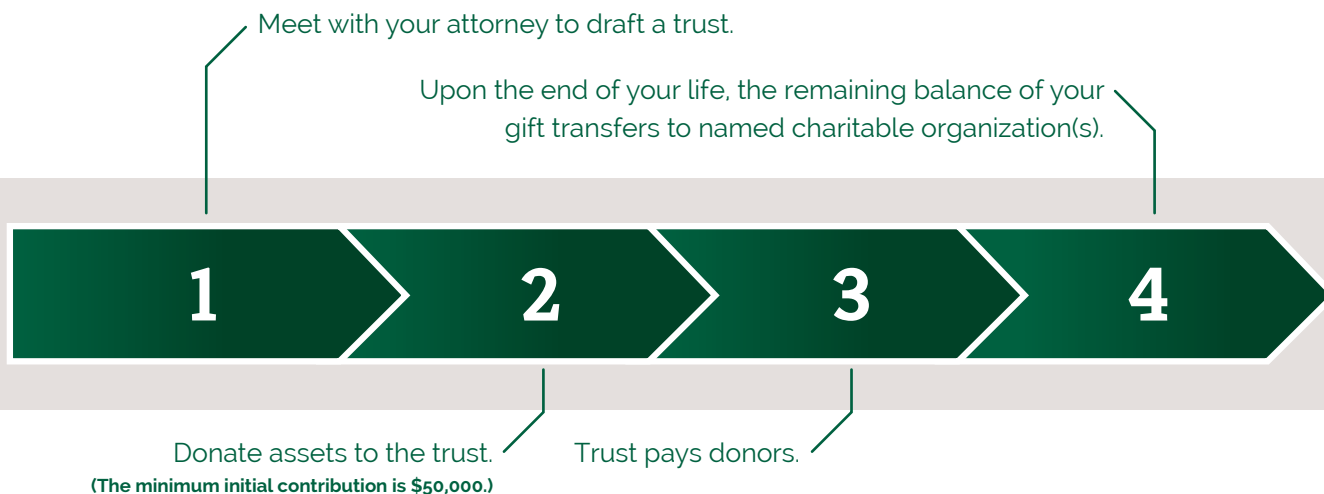 Meet with your attorney to draft a trust.
Upon the end of your life, the remaining balance of your
gift transfers to named charitable organization(s).
1
2
3
4
Donate assets to the trust.
(The minimum initial contribution is $50,000.)
Trust pays donors.